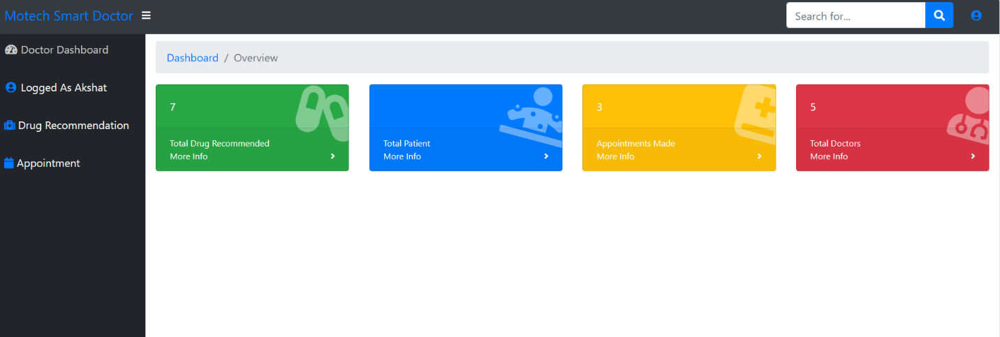 Motech Smart Doctor
Search for...
Doctor Dashboard
Logged As Akshat
Drug Recommendation
Appointment
Dashboard / Overview
7
Total Drug Recommended
More Info
Total Patient
More Info
3
Appointments Made
More Info
5
Total Doctors
More Info